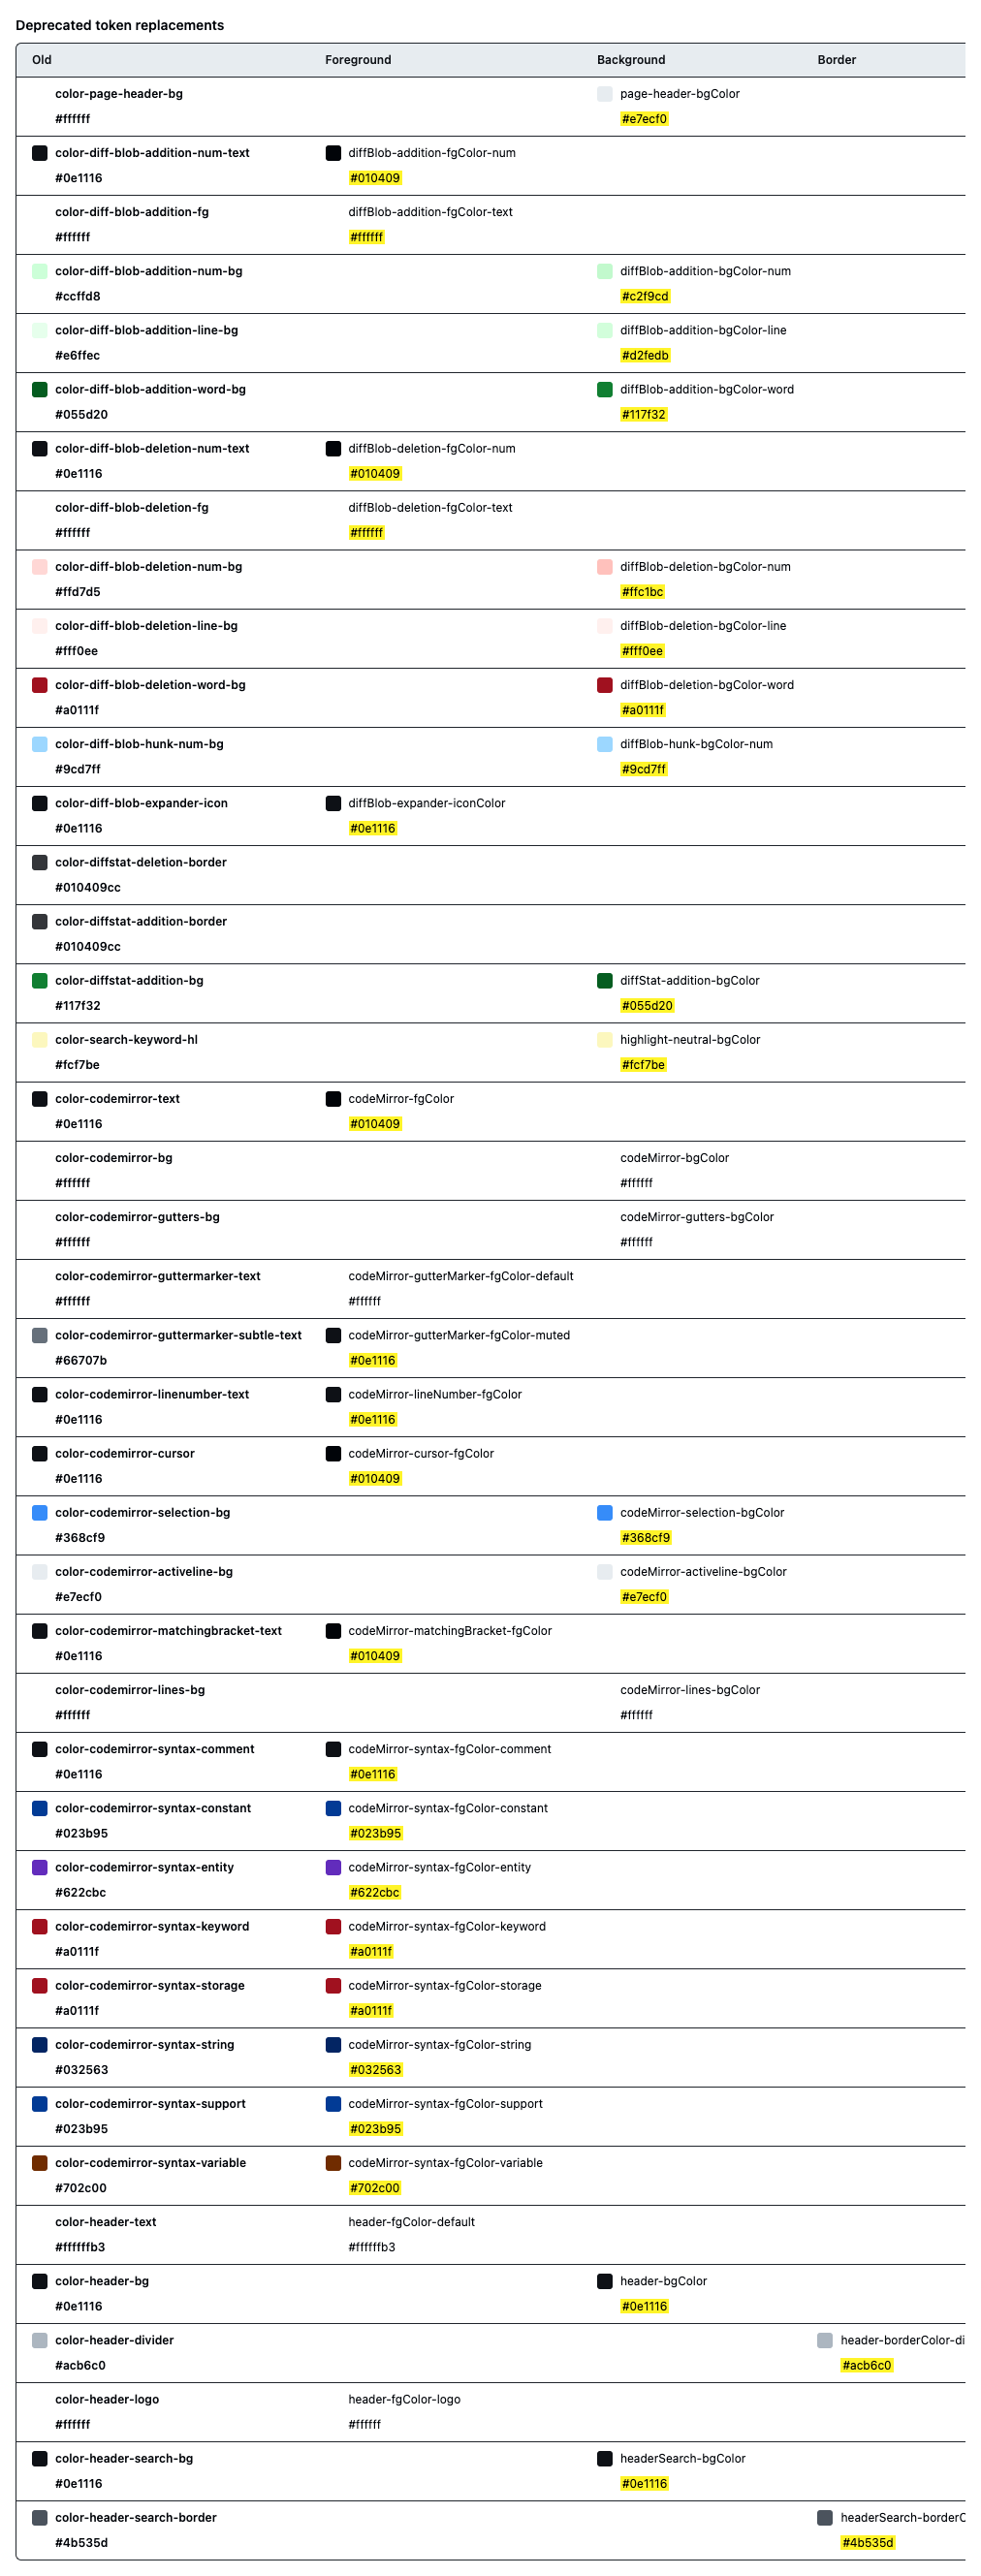 Deprecated token replacements
Old Foreground Background Border
color-page-header-bg page-header-bgColor
#ffffff #e7ecf0
color-diff-blob-addition-num-text diffBlob-addition-fgColor-num
#0e1116 #010409
color-diff-blob-addition-fg diffBlob-addition-fgColor-text
#ffffff #ffffff
color-diff-blob-addition-num-bg diffBlob-addition-bgColor-num
#ccffd8 #c2f9cd
color-diff-blob-addition-line-bg diffBlob-addition-bgColor-line
#e6ffec #d2fedb
color-diff-blob-addition-word-bg diffBlob-addition-bgColor-word
#055d20 #117f32
color-diff-blob-deletion-num-text diffBlob-deletion-fgColor-num
#0e1116 #010409
color-diff-blob-deletion-fg diffBlob-deletion-fgColor-text
#ffffff #ffffff
color-diff-blob-deletion-num-bg diffBlob-deletion-bgColor-num
#ffd7d5 #ffc1bc
color-diff-blob-deletion-line-bg diffBlob-deletion-bgColor-line
#fff0ee #fff0ee
color-diff-blob-deletion-word-bg diffBlob-deletion-bgColor-word
#a0111f #a0111f
color-diff-blob-hunk-num-bg diffBlob-hunk-bgColor-num
#9cd7ff #9cd7ff
color-diff-blob-expander-icon diffBlob-expander-iconColor
#0e1116 #0e1116
color-diffstat-deletion-border
#010409cc
color-diffstat-addition-border
#010409cc
color-diffstat-addition-bg diffStat-addition-bgColor
#117f32 #055d20
color-search-keyword-hl highlight-neutral-bgColor
#fcf7be #fcf7be
color-codemirror-text codeMirror-fgColor
#0e1116 #010409
color-codemirror-bg codeMirror-bgColor
#ffffff #ffffff
color-codemirror-gutters-bg codeMirror-gutters-bgColor
#ffffff #ffffff
color-codemirror-guttermarker-text codeMirror-gutterMarker-fgColor-default
#ffffff #ffffff
color-codemirror-guttermarker-subtle-text codeMirror-gutterMarker-fgColor-muted
#66707b #0e1116
color-codemirror-linenumber-text codeMirror-lineNumber-fgColor
#0e1116 #0e1116
color-codemirror-cursor codeMirror-cursor-fgColor
#0e1116 #010409
color-codemirror-selection-bg codeMirror-selection-bgColor
#368cf9 #368cf9
color-codemirror-activeline-bg codeMirror-activeline-bgColor
#e7ecf0 #e7ecf0
color-codemirror-matchingbracket-text codeMirror-matchingBracket-fgColor
#0e1116 #010409
color-codemirror-lines-bg codeMirror-lines-bgColor
#ffffff #ffffff
color-codemirror-syntax-comment codeMirror-syntax-fgColor-comment
#0e1116 #0e1116
color-codemirror-syntax-constant codeMirror-syntax-fgColor-constant
#023b95 #023b95
color-codemirror-syntax-entity codeMirror-syntax-fgColor-entity
#622cbc #622cbc
color-codemirror-syntax-keyword codeMirror-syntax-fgColor-keyword
#a0111f #a0111f
color-codemirror-syntax-storage codeMirror-syntax-fgColor-storage
#a0111f #a0111f
color-codemirror-syntax-string codeMirror-syntax-fgColor-string
#032563 #032563
color-codemirror-syntax-support codeMirror-syntax-fgColor-support
#023b95 #023b95
color-codemirror-syntax-variable codeMirror-syntax-fgColor-variable
#702c00 #702c00
color-header-text header-fgColor-default
#ffffffb3 #ffffffb3
color-header-bg header-bgColor
#0e1116 #0e1116
color-header-divider header-borderColor-di
#acb6c0 #acb6c0
color-header-logo header-fgColor-logo
#ffffff #ffffff
color-header-search-bg headerSearch-bgColor
#0e1116 #0e1116
color-header-search-border headerSearch-borderC
#4b535d #4b535d